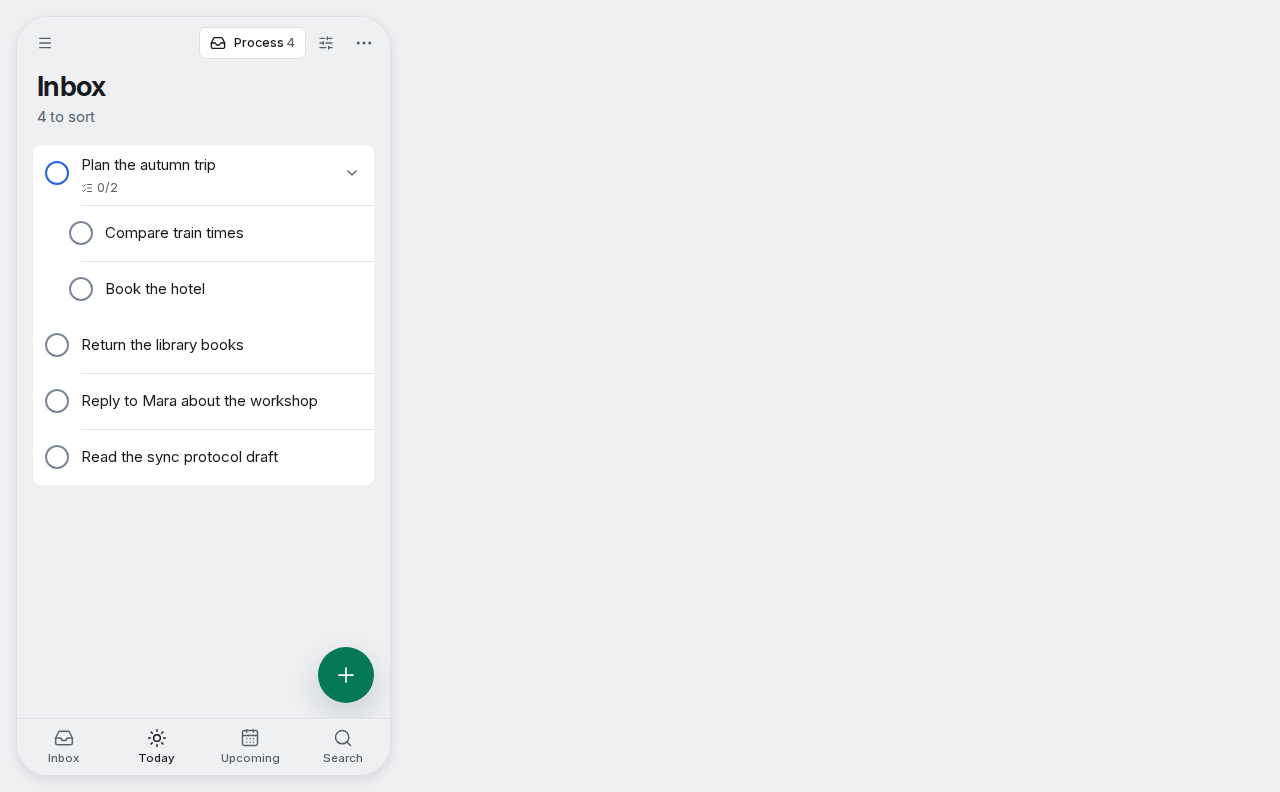 Process 4
Inbox
4 to sort
Plan the autumn trip
0/2
Compare train times
Book the hotel
Return the library books
Reply to Mara about the workshop
Read the sync protocol draft
Inbox Today Upcoming Search